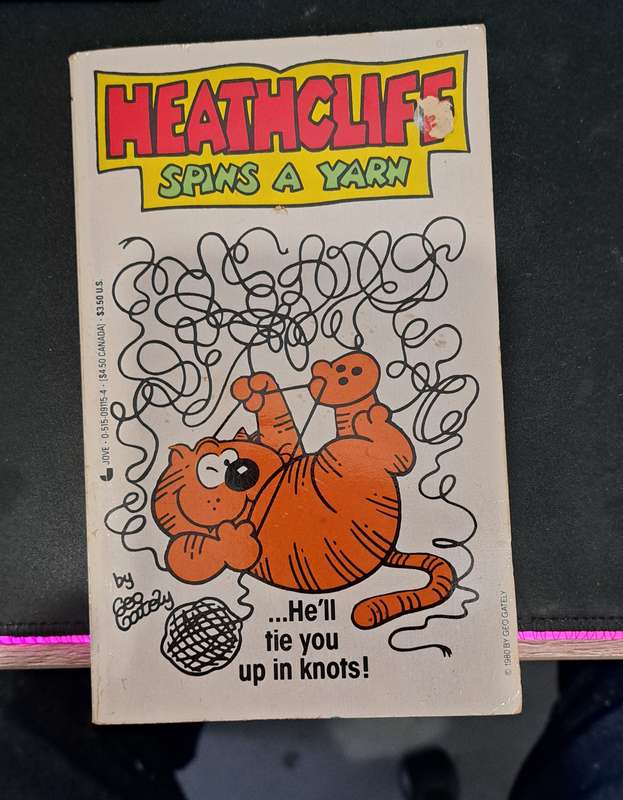 HEATHCLIFF
SPINS A YARN
JOVE • 0-515-09115-4 • [$4.50 CANADA] • $3.50 U.S.
by
Geo
Gately
...He'll
tie you
up in knots!
© 1980 BY GEO GATELY